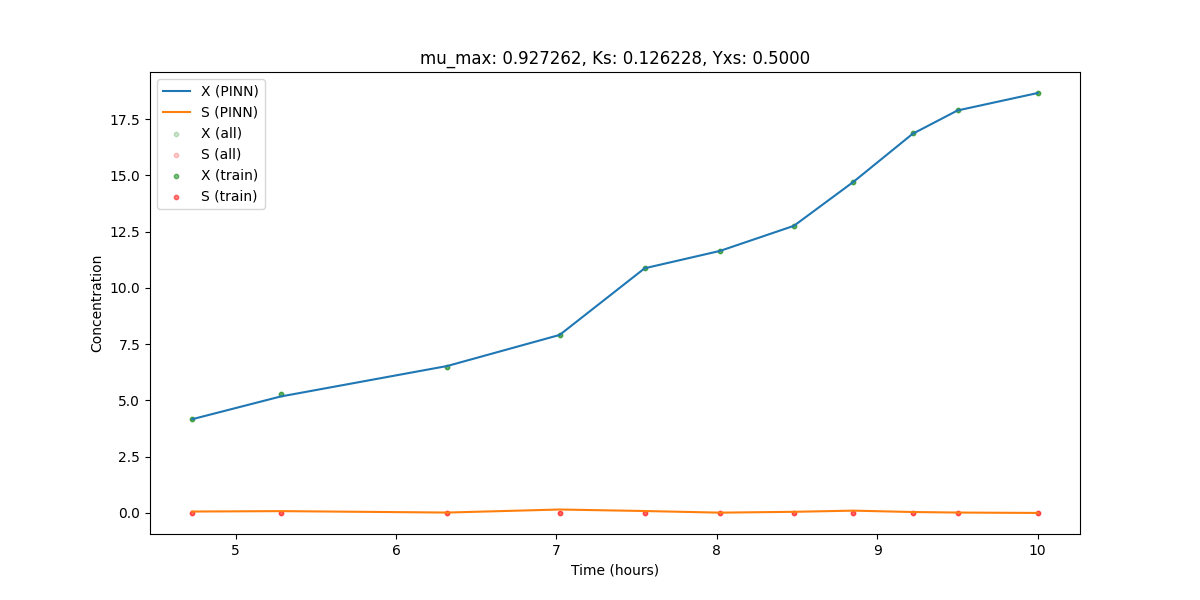 mu_max: 0.927262, Ks: 0.126228, Yxs: 0.5000
X (PINN)
S (PINN)
X (all)
S (all)
X (train)
S (train)
17.5
15.0
12.5
10.0
7.5
5.0
2.5
0.0
Concentration
5 6 7 8 9 10
Time (hours)